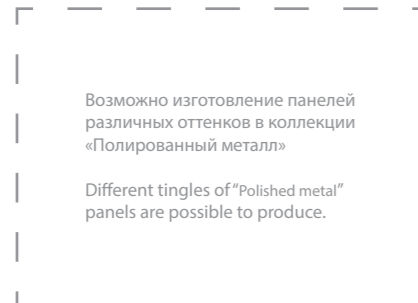 Возможно изготовление панелей
различных оттенков в коллекции
«Полированный металл»
Different tingles of “Polished metal”
panels are possible to produce.